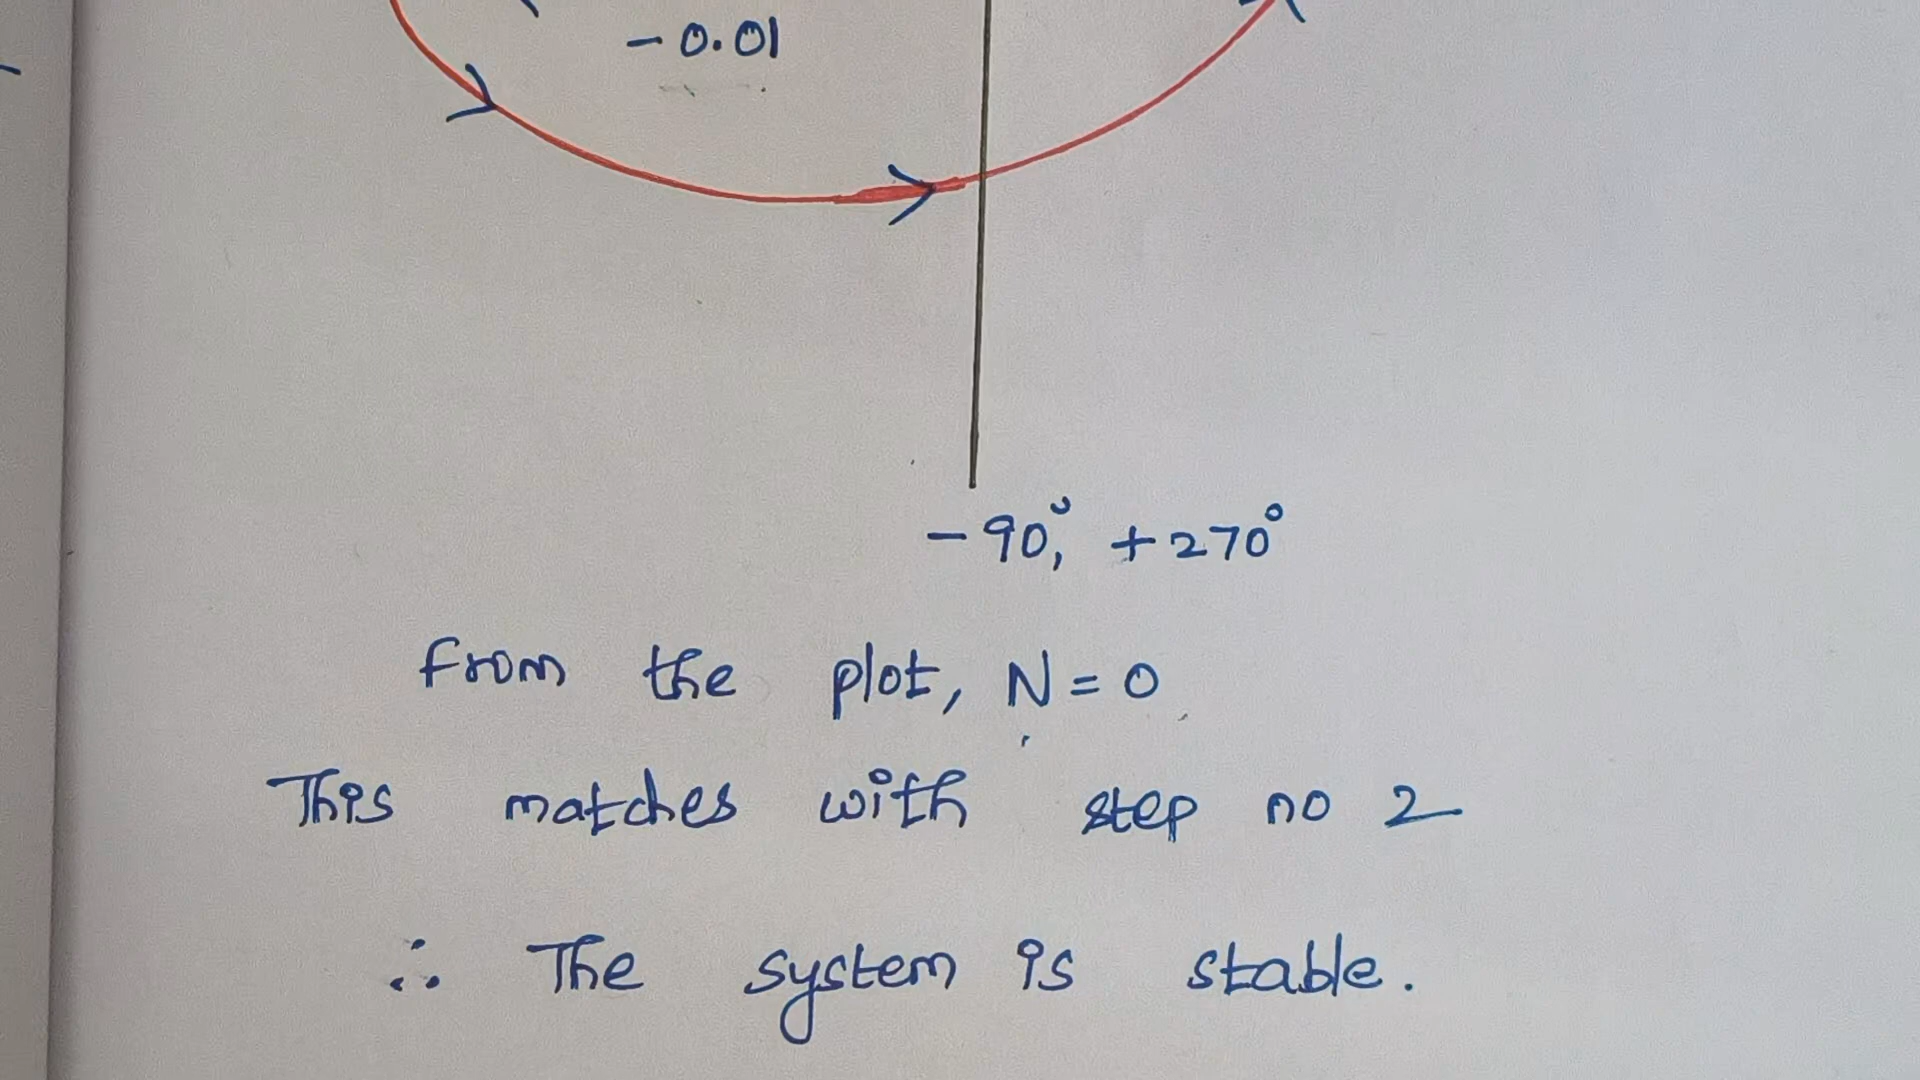 - 0.01
- 90°, + 270°
from the plot, N = 0
This matches with step no 2
∴ The system is stable.